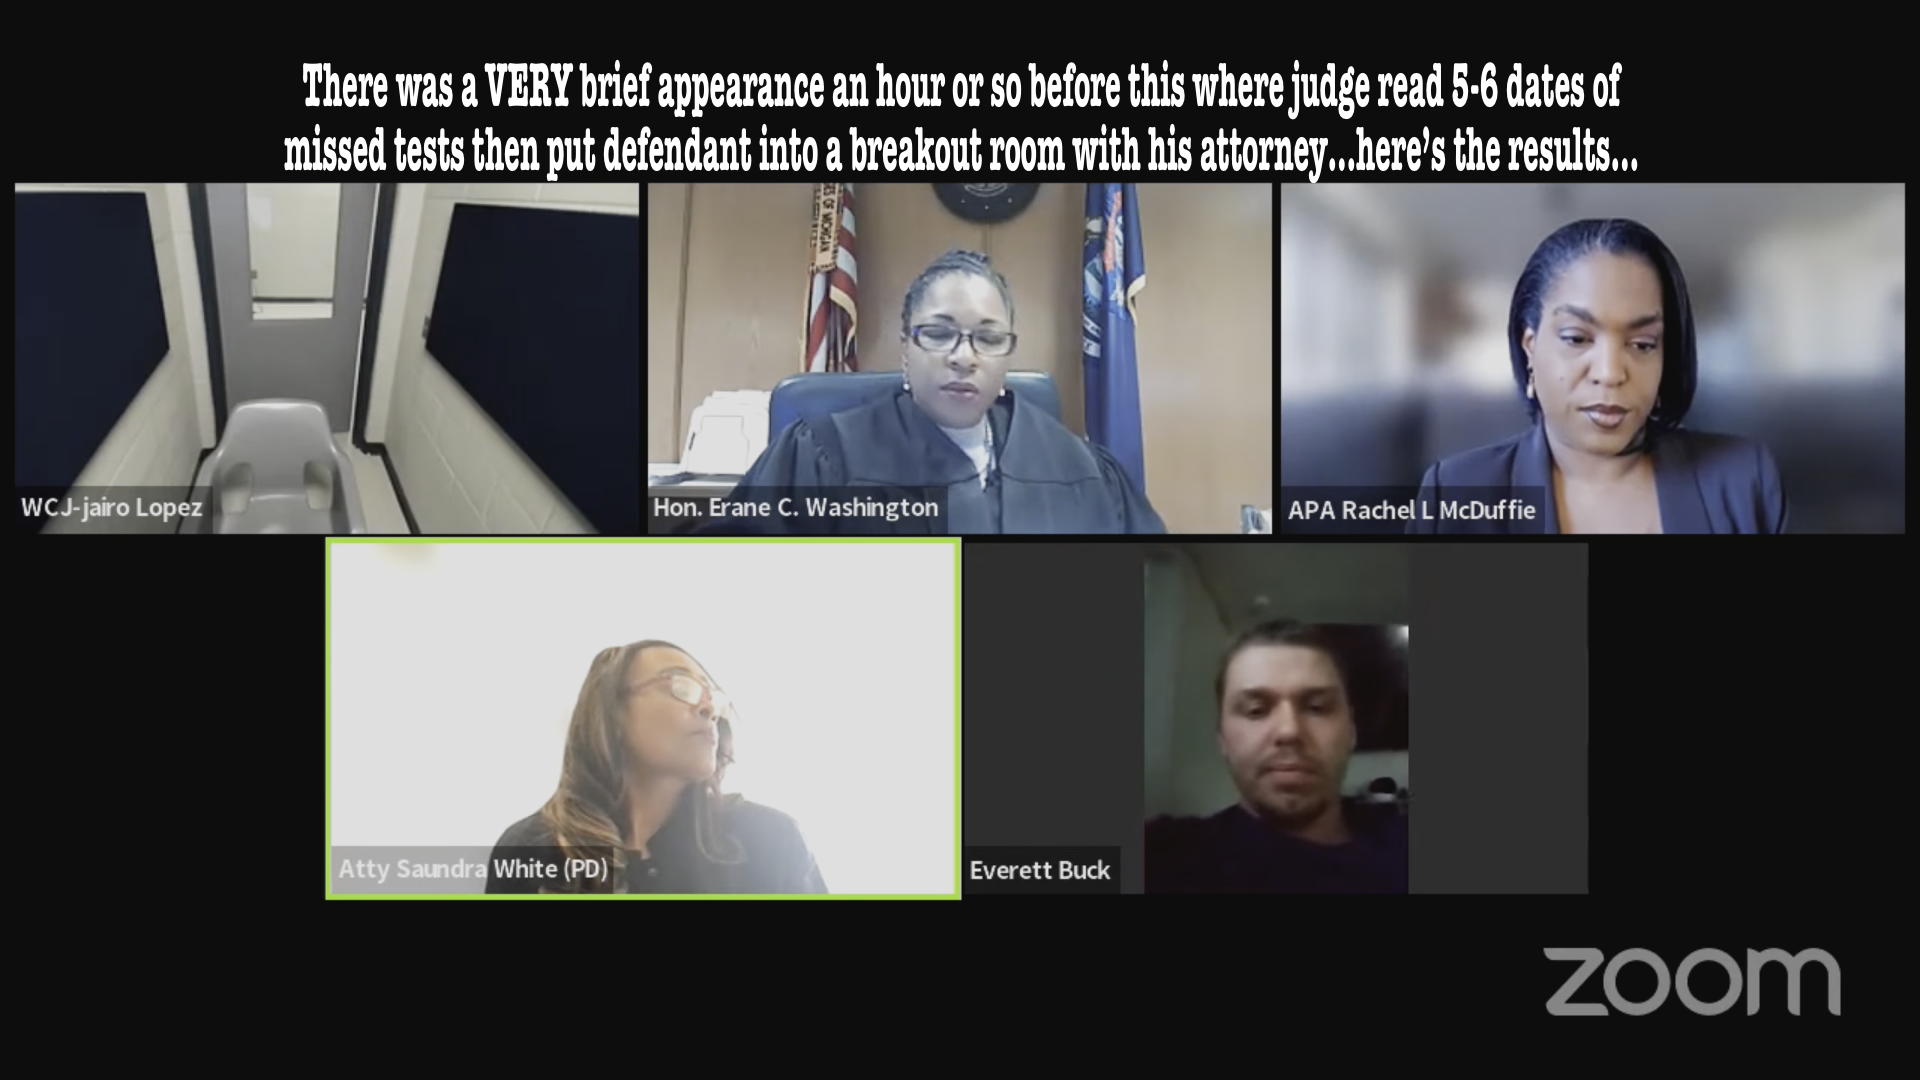 There was a VERY brief appearance an hour or so before this where judge read 5-6 dates of
missed tests then put defendant into a breakout room with his attorney...here's the results...
WCJ-jairo Lopez
Hon. Erane C. Washington
APA Rachel L McDuffie
Atty Saundra White (PD)
Everett Buck
zoom